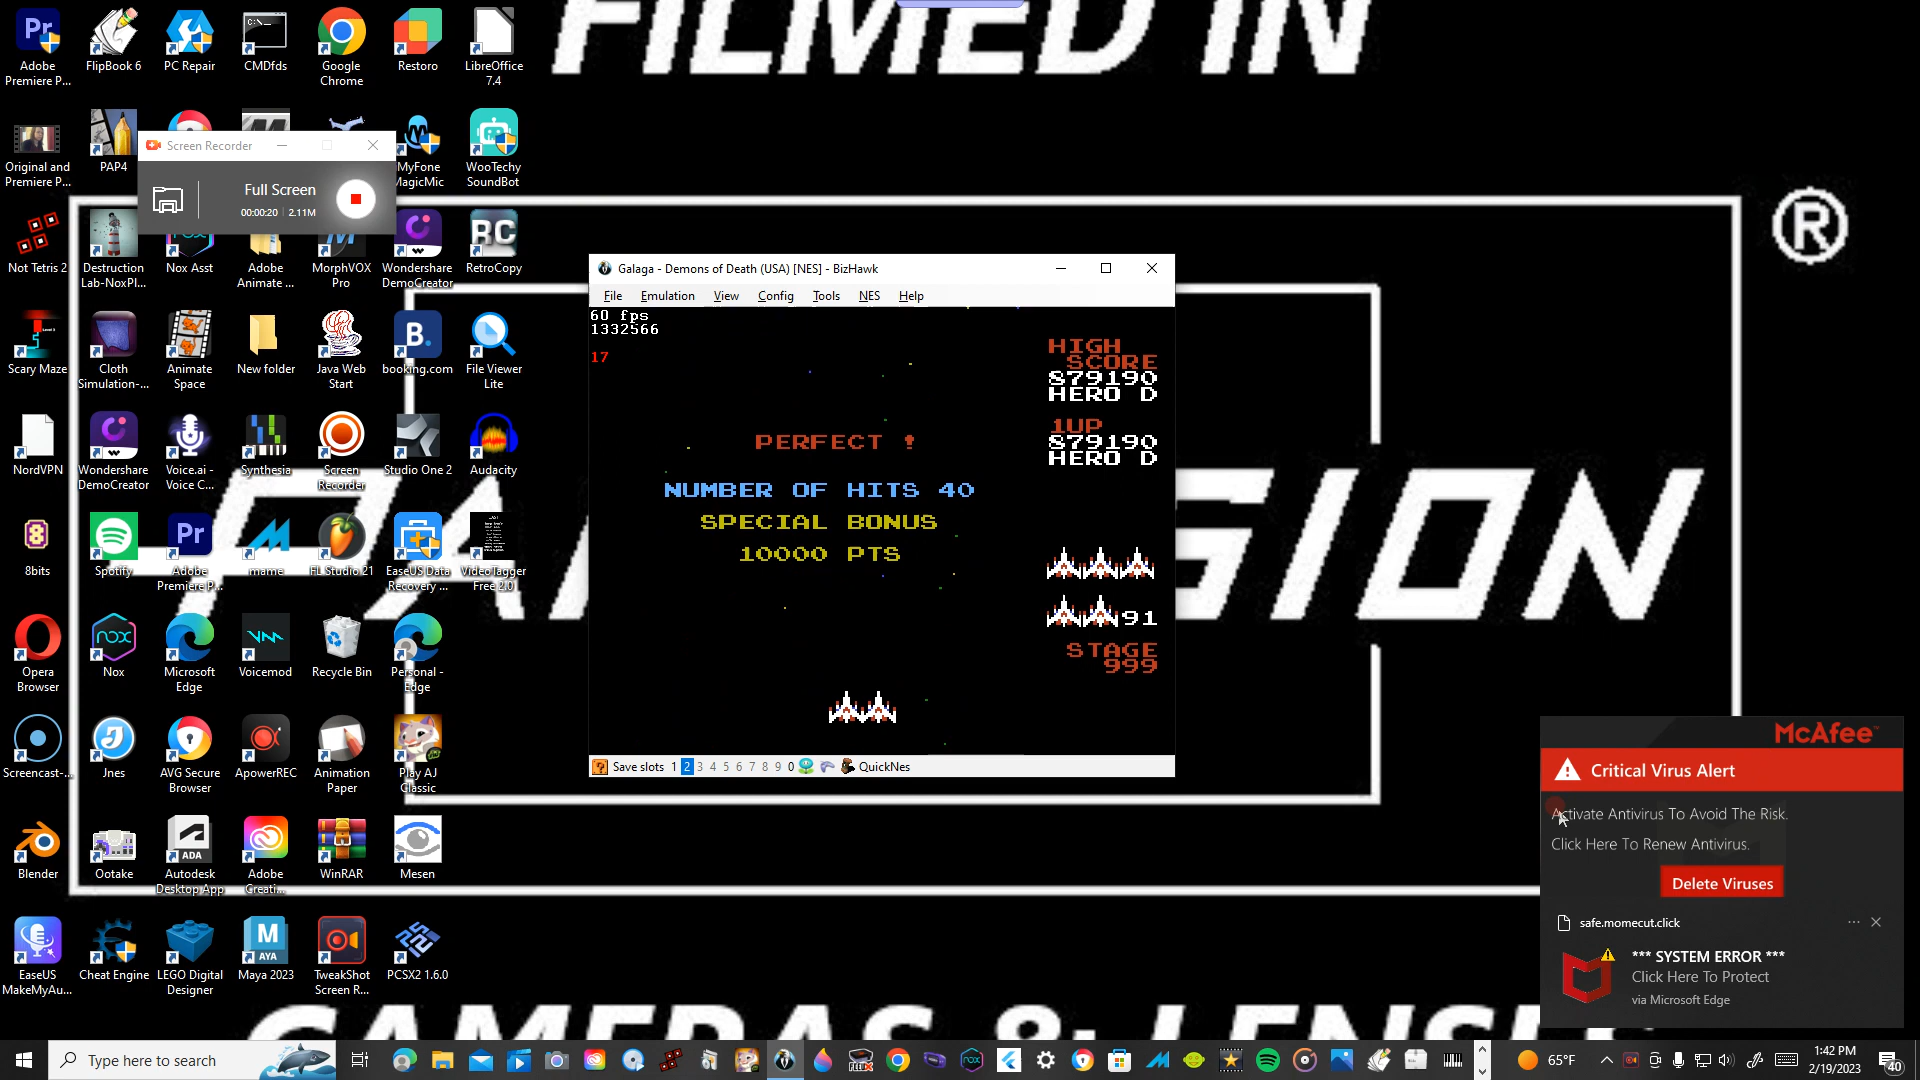 FILMED IN
PANAVISION
®
CAMERAS & LENSES
Adobe
Premiere P...
FlipBook 6
PC Repair
CMDfds
Google
Chrome
Restoro
LibreOffice
7.4
Original and
Premiere P...
PAP4
MyFone
MagicMic
WooTechy
SoundBot
Screen Recorder
Full Screen
00:00:20 | 2.11M
Not Tetris 2
Destruction
Lab-NoxPl...
Nox Asst
Adobe
Animate ...
MorphVOX
Pro
Wondershare
DemoCreator
RetroCopy
Scary Maze
Cloth
Simulation-...
Animate
Space
New folder
Java Web
Start
booking.com
File Viewer
Lite
NordVPN
Wondershare
DemoCreator
Voice.ai -
Voice C...
Synthesia
Screen
Recorder
Studio One 2
Audacity
8bits
Spotify
Adobe
Premiere P...
mame
FL Studio 21
EaseUS Data
Recovery ...
VideoTagger
Free 2.0
Opera
Browser
Nox
Microsoft
Edge
Voicemod
Recycle Bin
Personal -
Edge
Screencast-...
Jnes
AVG Secure
Browser
ApowerREC
Animation
Paper
Play AJ
Classic
Blender
Ootake
Autodesk
Desktop App
Adobe
Creati...
WinRAR
Mesen
EaseUS
MakeMyAu...
Cheat Engine
LEGO Digital
Designer
Maya 2023
TweakShot
Screen R...
PCSX2 1.6.0
Galaga - Demons of Death (USA) [NES] - BizHawk
File Emulation View Config Tools NES Help
60 fps
1332566
17
HIGH
SCORE
879190
HERO D
1UP
879190
HERO D
PERFECT !
NUMBER OF HITS 40
SPECIAL BONUS
10000 PTS
91
STAGE
999
Save slots 1 2 3 4 5 6 7 8 9 0 QuickNes
McAfee
Critical Virus Alert
Activate Antivirus To Avoid The Risk.
Click Here To Renew Antivirus.
Delete Viruses
safe.momecut.click
*** SYSTEM ERROR ***
Click Here To Protect
via Microsoft Edge
Type here to search
65°F
1:42 PM
2/19/2023
40